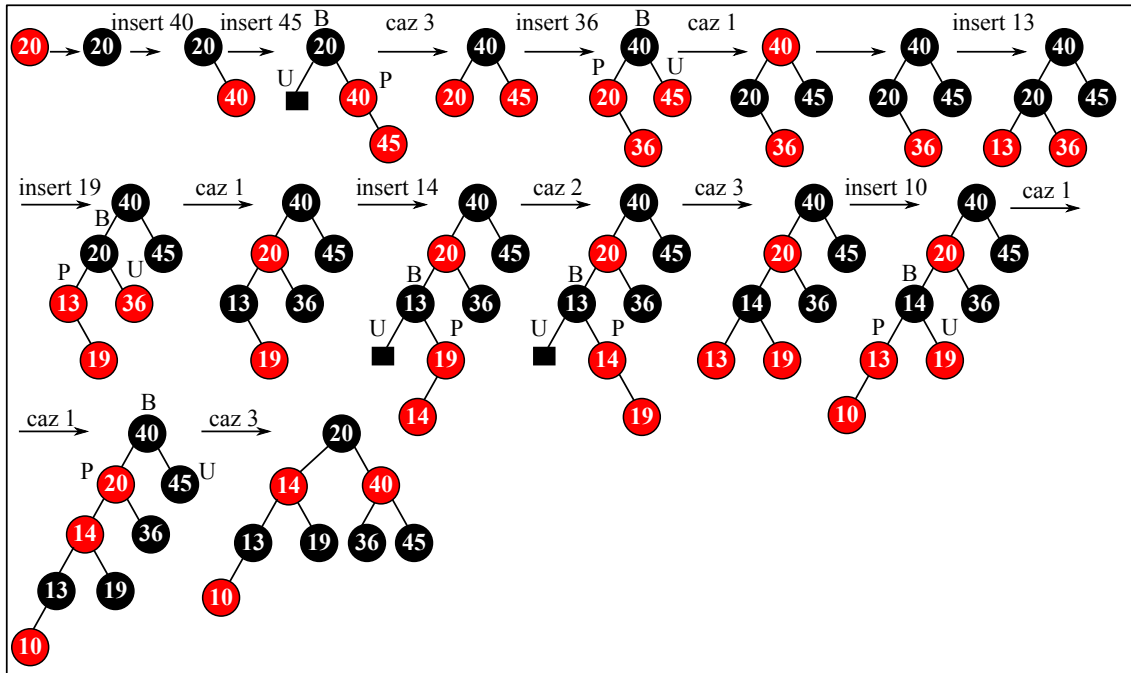 insert 40 insert 45 B caz 3 insert 36 B caz 1 insert 13
20 20 20 20 40 40 40 40 40
U P P U
40 40 20 45 20 45 20 45 20 45 20 45
45 36 36 36 13 36
insert 19 caz 1 insert 14 caz 2 caz 3 insert 10 caz 1
40 40 40 40 40 40
B
20 45 20 45 20 45 20 45 20 45 20 45
P U B B B
13 36 13 36 13 36 13 36 14 36 14 36
U P U P P U
19 19 19 14 13 19 13 19
14 19 10
caz 1 B caz 3
40 20
P 20 45 U 14 40
14 36 13 19 36 45
13 19 10
10